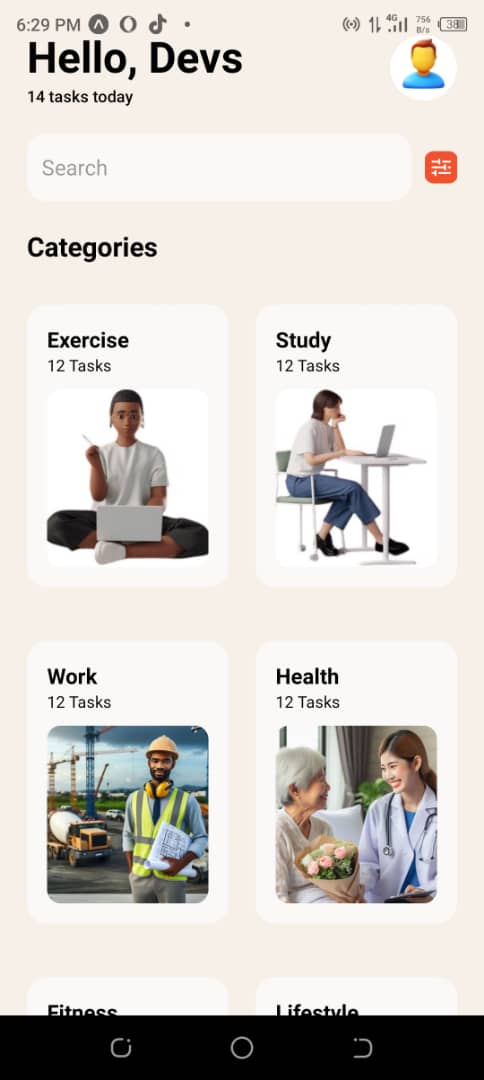 6:29 PM
4G
756
B/s
38
Hello, Devs
14 tasks today
Search
Categories
Exercise
12 Tasks
Study
12 Tasks
Work
12 Tasks
Health
12 Tasks
Fitness
Lifestyle